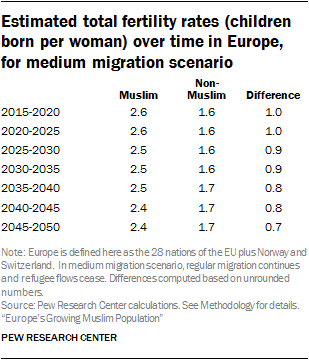 Estimated total fertility rates (children
born per woman) over time in Europe,
for medium migration scenario
Muslim Non-Muslim Difference
2015-2020 2.6 1.6 1.0
2020-2025 2.6 1.6 1.0
2025-2030 2.5 1.6 0.9
2030-2035 2.5 1.6 0.9
2035-2040 2.5 1.7 0.8
2040-2045 2.4 1.7 0.8
2045-2050 2.4 1.7 0.7
Note: Europe is defined here as the 28 nations of the EU plus Norway and
Switzerland. In medium migration scenario, regular migration continues
and refugee flows cease. Differences computed based on unrounded
numbers.
Source: Pew Research Center calculations. See Methodology for details.
“Europe’s Growing Muslim Population”
PEW RESEARCH CENTER